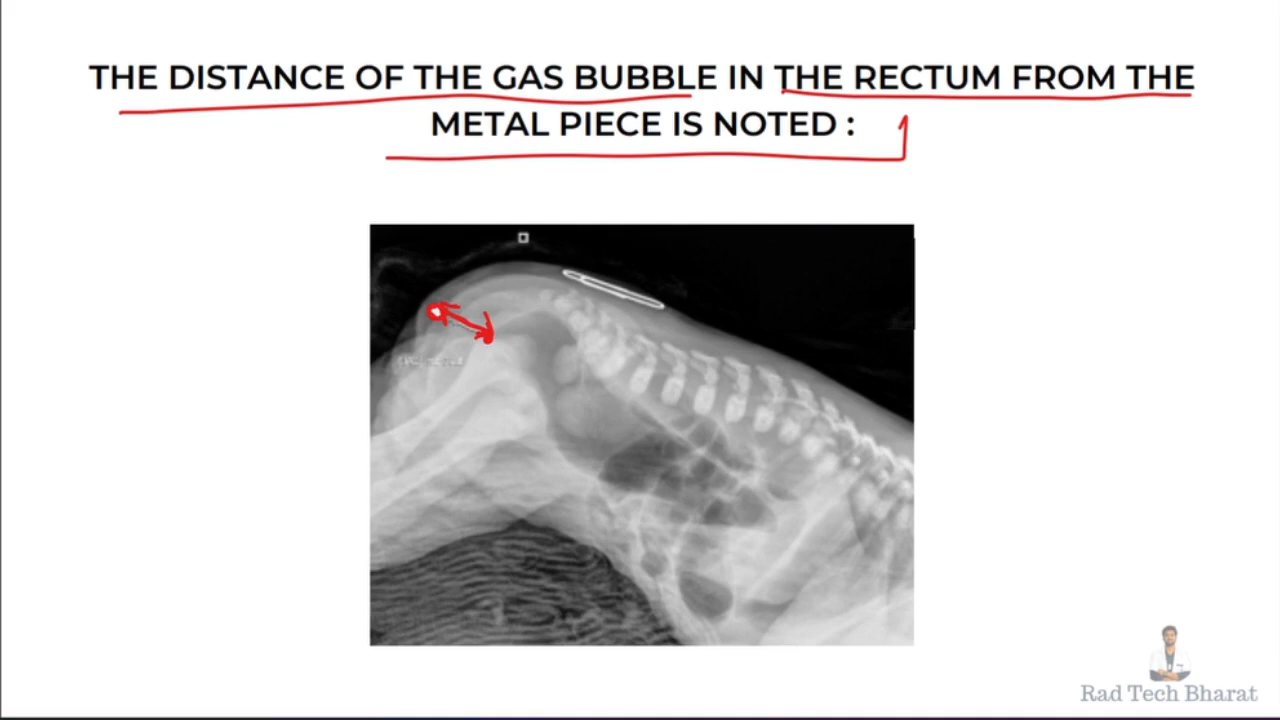 THE DISTANCE OF THE GAS BUBBLE IN THE RECTUM FROM THE
METAL PIECE IS NOTED :
Rad Tech Bharat